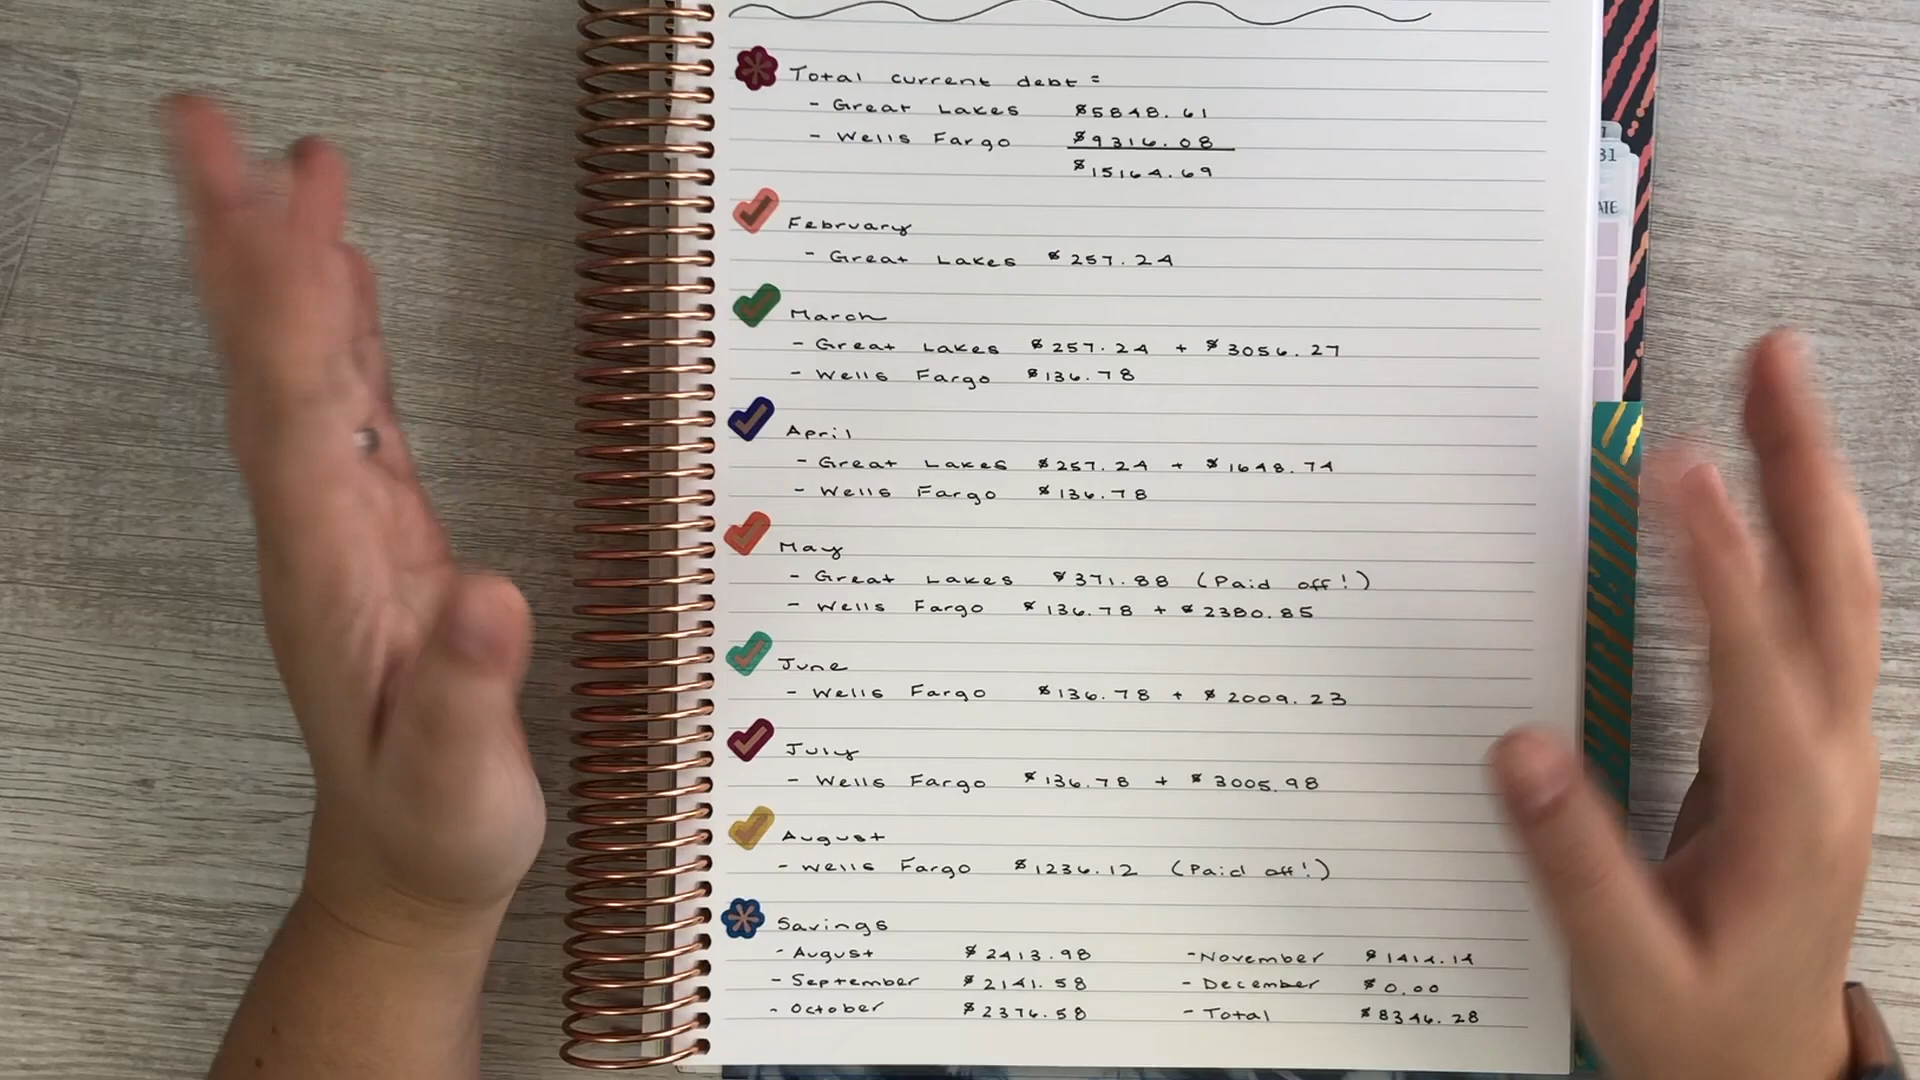 Total current debt =
- Great Lakes $5848.61
- Wells Fargo $9316.08
$15164.69
February
- Great Lakes $257.24
March
- Great Lakes $257.24 + $3056.27
- Wells Fargo $136.78
April
- Great Lakes $257.24 + $1648.74
- Wells Fargo $136.78
May
- Great Lakes $371.88 (Paid off!)
- Wells Fargo $136.78 + $2380.85
June
- Wells Fargo $136.78 + $2009.23
July
- Wells Fargo $136.78 + $3005.98
August
- Wells Fargo $1236.12 (Paid off!)
Savings
- August $2413.98 - November $1414.14
- September $2141.58 - December $0.00
- October $2376.58 - Total $8346.28
31